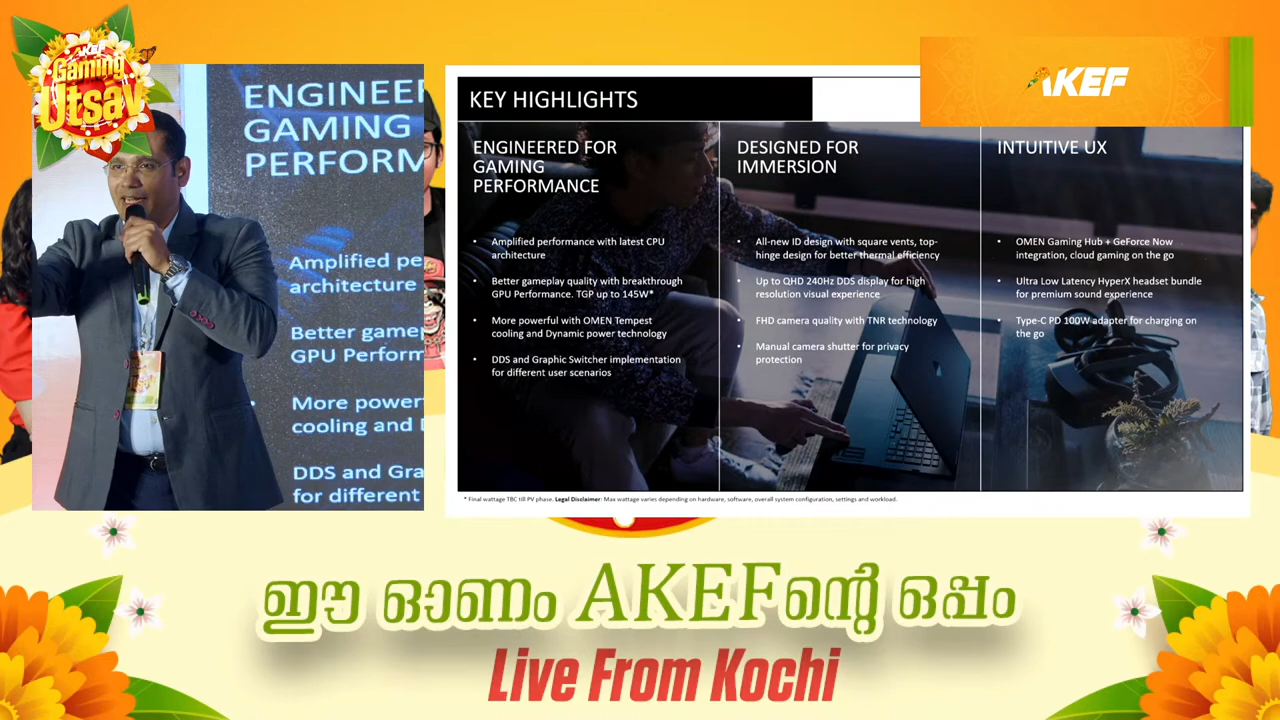 AKEF
Gaming
Utsav
ENGINEE
GAMING
PERFORM
Amplified pe
architecture
Better game
GPU Perform
More power
cooling and
DDS and Gra
for different
KEY HIGHLIGHTS
ENGINEERED FOR
GAMING
PERFORMANCE
• Amplified performance with latest CPU
architecture
• Better gameplay quality with breakthrough
GPU Performance. TGP up to 145W*
• More powerful with OMEN Tempest
cooling and Dynamic power technology
• DDS and Graphic Switcher implementation
for different user scenarios
DESIGNED FOR
IMMERSION
• All-new ID design with square vents, top-
hinge design for better thermal efficiency
• Up to QHD 240Hz DDS display for high
resolution visual experience
• FHD camera quality with TNR technology
• Manual camera shutter for privacy
protection
INTUITIVE UX
• OMEN Gaming Hub + GeForce Now
integration, cloud gaming on the go
• Ultra Low Latency HyperX headset bundle
for premium sound experience
• Type-C PD 100W adapter for charging on
the go
* Final wattage TBC till PV phase. Legal Disclaimer: Max wattage varies depending on hardware, software, overall system configuration, settings and workload.
AKEF
ഈ ഓണം AKEFന്റെ ഒപ്പം
Live From Kochi